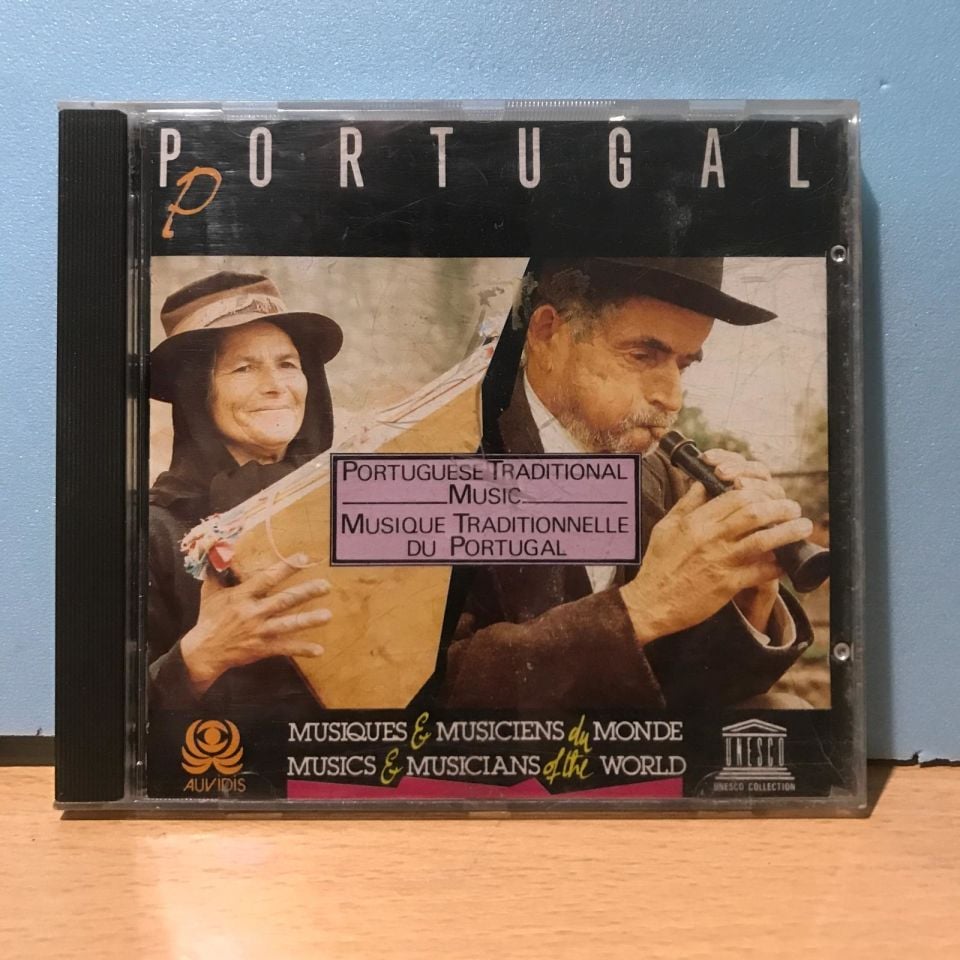 PORTUGAL
P
PORTUGUESE TRADITIONAL
MUSIC
MUSIQUE TRADITIONNELLE
DU PORTUGAL
AUVIDIS
MUSIQUES & MUSICIENS du MONDE
MUSICS & MUSICIANS of the WORLD
UNESCO
UNESCO COLLECTION